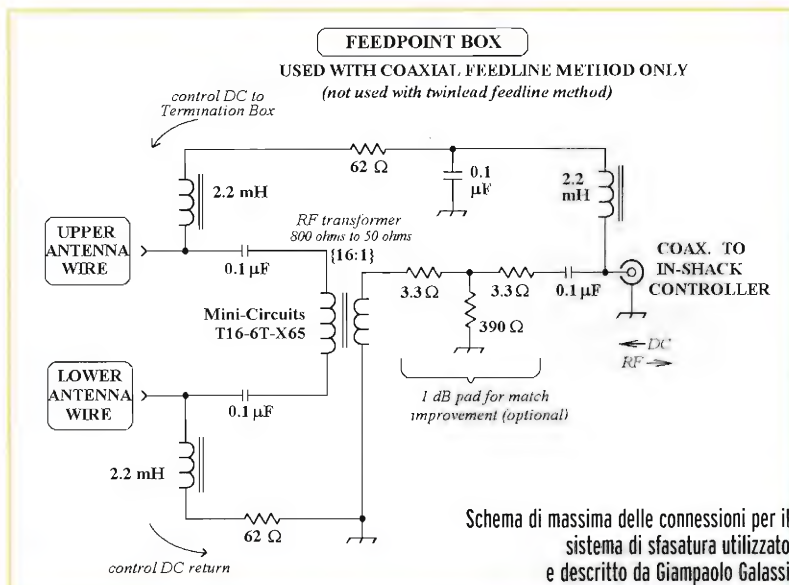 FEEDPOINT BOX
USED WITH COAXIAL FEEDLINE METHOD ONLY
(not used with twinlead feedline method)
control DC to
Termination Box
62 Ω
0.1
µF
2.2
mH
2.2 mH
RF transformer
800 ohms to 50 ohms
{16:1}
UPPER
ANTENNA
WIRE
0.1 µF
COAX. TO
IN-SHACK
CONTROLLER
3.3 Ω
3.3 Ω
0.1 µF
Mini-Circuits
T16-6T-X65
390 Ω
DC
RF
LOWER
ANTENNA
WIRE
0.1 µF
1 dB pad for match
improvement (optional)
2.2 mH
62 Ω
control DC return
Schema di massima delle connessioni per il
sistema di sfasatura utilizzato
e descritto da Giampaolo Galassi